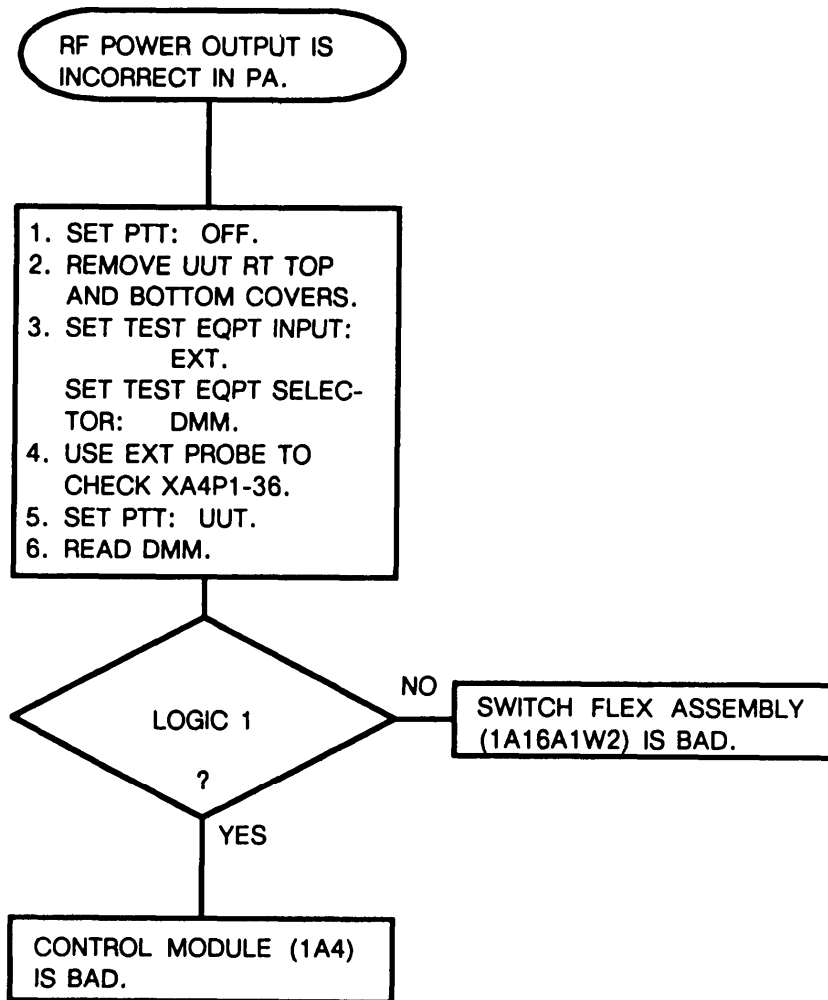 RF POWER OUTPUT IS
INCORRECT IN PA.
1. SET PTT: OFF.
2. REMOVE UUT RT TOP
AND BOTTOM COVERS.
3. SET TEST EQPT INPUT:
EXT.
SET TEST EQPT SELEC-
TOR: DMM.
4. USE EXT PROBE TO
CHECK XA4P1-36.
5. SET PTT: UUT.
6. READ DMM.
LOGIC 1
?
NO
SWITCH FLEX ASSEMBLY
(1A16A1W2) IS BAD.
YES
CONTROL MODULE (1A4)
IS BAD.